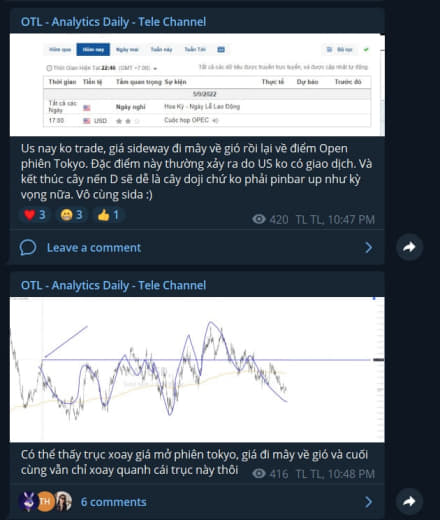 OTL - Analytics Daily - Tele Channel
Hôm qua Hôm nay Ngày mai Tuần này Tuần Tới Bộ lọc
Thời Gian Hiện Tại: 22:46 (GMT +7:00) Tất cả các dữ liệu được truyền trực tuyến, và được cập nhật tự động.
Thời gian Tiền tệ Tầm quan trọng Sự kiện Thực tế Dự báo Trước đó
5/9/2022
Tất cả các Ngày Ngày nghỉ Hoa Kỳ - Ngày Lễ Lao Động
17:00 USD Cuộc họp OPEC
Us nay ko trade, giá sideway đi mây về gió rồi lại về điểm Open
phiên Tokyo. Đặc điểm này thường xảy ra do US ko có giao dịch. Và
kết thúc cây nến D sẽ dễ là cây doji chứ ko phải pinbar up như kỳ
vọng nữa. Vô cùng sida :)
3 3 1 420 TL TL, 10:47 PM
Leave a comment
OTL - Analytics Daily - Tele Channel
Có thể thấy trục xoay giá mở phiên tokyo, giá đi mây về gió và cuối
cùng vẫn chỉ xoay quanh cái trục này thôi 416 TL TL, 10:48 PM
TH 6 comments